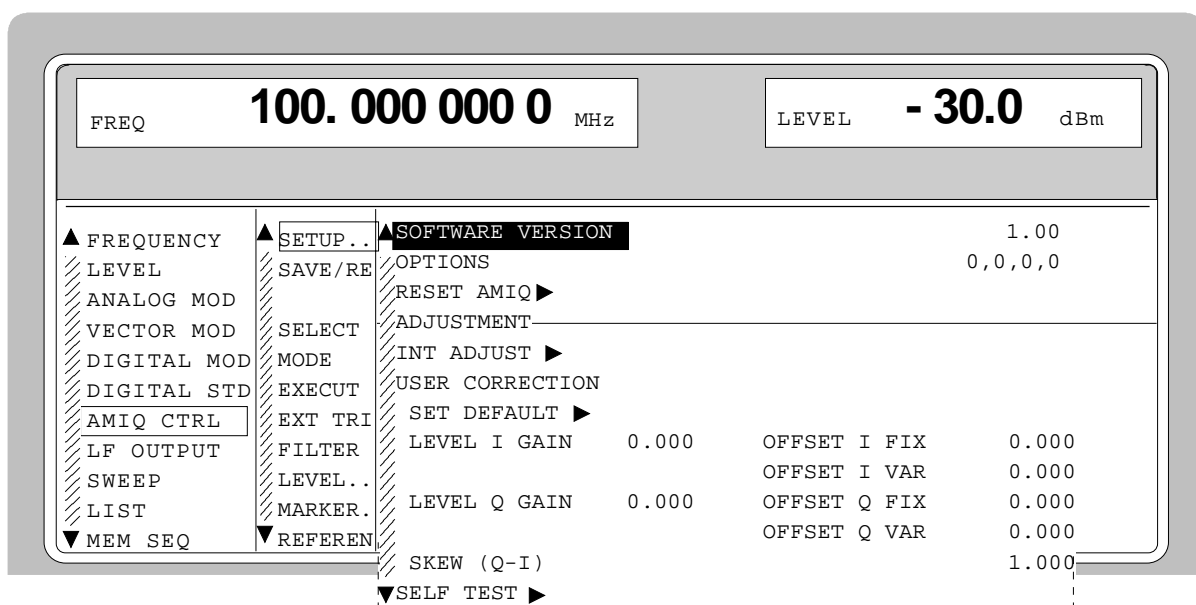 FREQ 100. 000 000 0 MHz
LEVEL - 30.0 dBm
FREQUENCY
LEVEL
ANALOG MOD
VECTOR MOD
DIGITAL MOD
DIGITAL STD
AMIQ CTRL
LF OUTPUT
SWEEP
LIST
MEM SEQ
SETUP..
SAVE/RE
SELECT
MODE
EXECUT
EXT TRI
FILTER
LEVEL..
MARKER.
REFEREN
SOFTWARE VERSION 1.00
OPTIONS 0,0,0,0
RESET AMIQ
ADJUSTMENT
INT ADJUST
USER CORRECTION
SET DEFAULT
LEVEL I GAIN 0.000 OFFSET I FIX 0.000
OFFSET I VAR 0.000
LEVEL Q GAIN 0.000 OFFSET Q FIX 0.000
OFFSET Q VAR 0.000
SKEW (Q-I) 1.000
SELF TEST